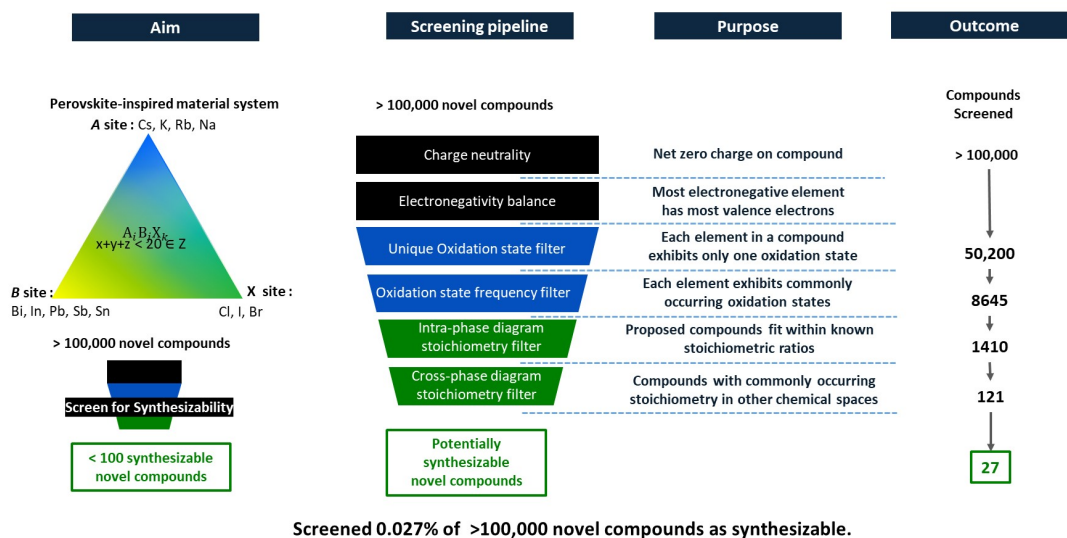 Aim
Screening pipeline
Purpose
Outcome
Perovskite-inspired material system
A site : Cs, K, Rb, Na
A_iB_iX_k
x+y+z < 20 ∈ Z
B site :
Bi, In, Pb, Sb, Sn
X site :
Cl, I, Br
> 100,000 novel compounds
Screen for Synthesizability
< 100 synthesizable
novel compounds
> 100,000 novel compounds
Charge neutrality
Electronegativity balance
Unique Oxidation state filter
Oxidation state frequency filter
Intra-phase diagram
stoichiometry filter
Cross-phase diagram
stoichiometry filter
Potentially
synthesizable
novel compounds
Net zero charge on compound
Most electronegative element
has most valence electrons
Each element in a compound
exhibits only one oxidation state
Each element exhibits commonly
occurring oxidation states
Proposed compounds fit within known
stoichiometric ratios
Compounds with commonly occurring
stoichiometry in other chemical spaces
Compounds
Screened
> 100,000
50,200
8645
1410
121
27
Screened 0.027% of >100,000 novel compounds as synthesizable.